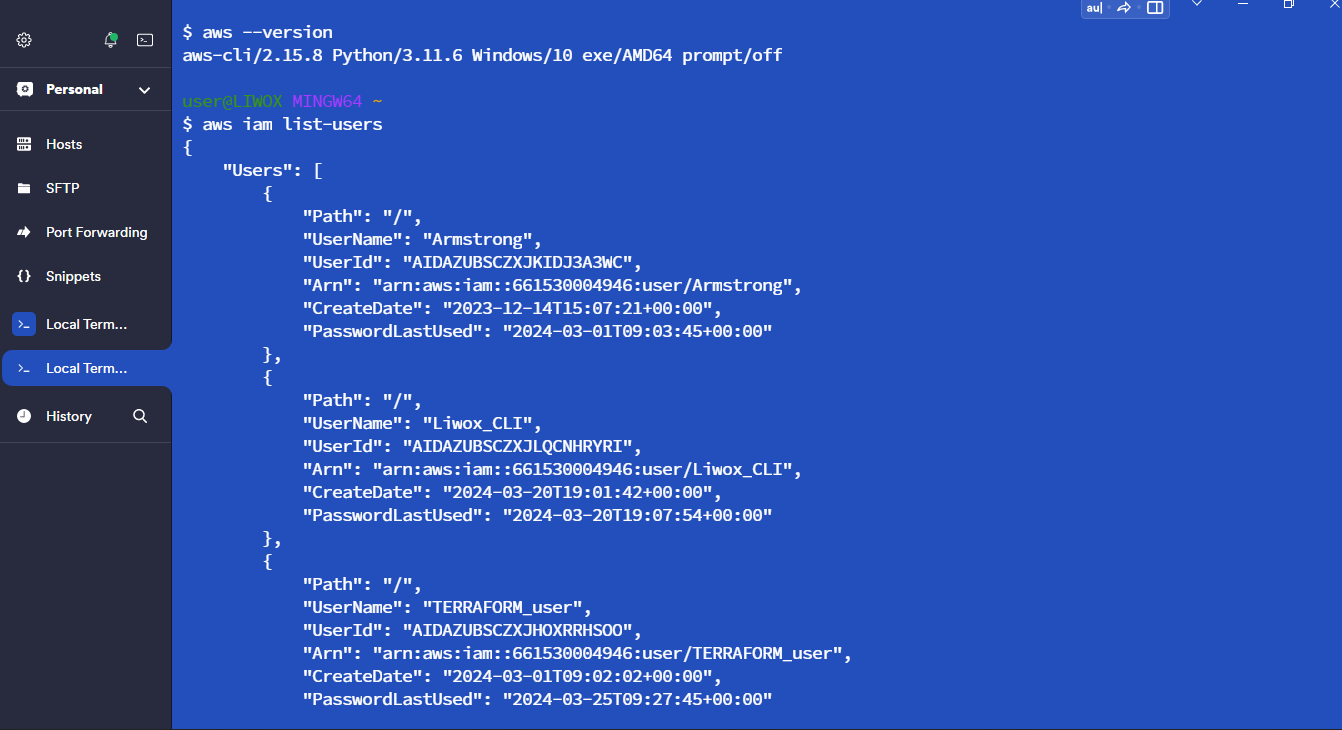 au|
Personal
Hosts
SFTP
Port Forwarding
Snippets
Local Term...
Local Term...
History
$ aws --version
aws-cli/2.15.8 Python/3.11.6 Windows/10 exe/AMD64 prompt/off
user@LIWOX MINGW64 ~
$ aws iam list-users
{
    "Users": [
        {
            "Path": "/",
            "UserName": "Armstrong",
            "UserId": "AIDAZUBSCZXJKIDJ3A3WC",
            "Arn": "arn:aws:iam::661530004946:user/Armstrong",
            "CreateDate": "2023-12-14T15:07:21+00:00",
            "PasswordLastUsed": "2024-03-01T09:03:45+00:00"
        },
        {
            "Path": "/",
            "UserName": "Liwox_CLI",
            "UserId": "AIDAZUBSCZXJLQCNHRYRI",
            "Arn": "arn:aws:iam::661530004946:user/Liwox_CLI",
            "CreateDate": "2024-03-20T19:01:42+00:00",
            "PasswordLastUsed": "2024-03-20T19:07:54+00:00"
        },
        {
            "Path": "/",
            "UserName": "TERRAFORM_user",
            "UserId": "AIDAZUBSCZXJHOXRRHSOO",
            "Arn": "arn:aws:iam::661530004946:user/TERRAFORM_user",
            "CreateDate": "2024-03-01T09:02:02+00:00",
            "PasswordLastUsed": "2024-03-25T09:27:45+00:00"